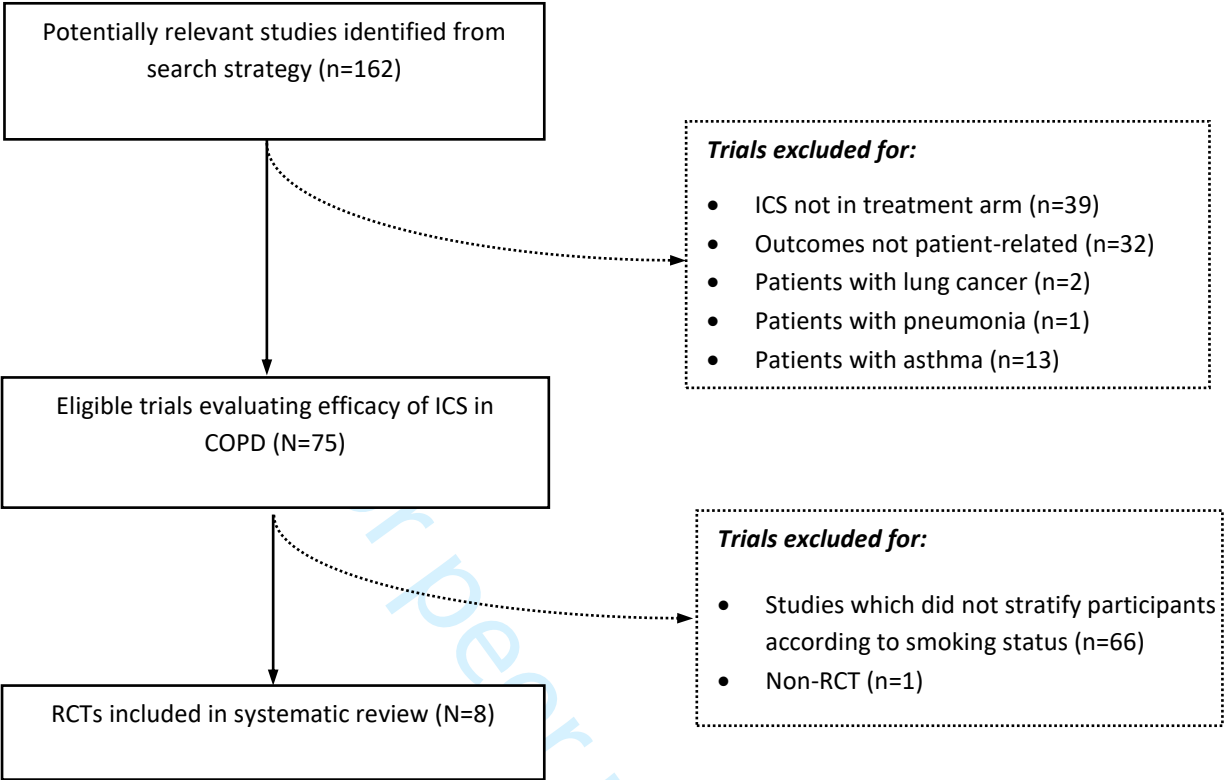 Potentially relevant studies identified from
search strategy (n=162)
Trials excluded for:
• ICS not in treatment arm (n=39)
• Outcomes not patient-related (n=32)
• Patients with lung cancer (n=2)
• Patients with pneumonia (n=1)
• Patients with asthma (n=13)
Eligible trials evaluating efficacy of ICS in
COPD (N=75)
Trials excluded for:
• Studies which did not stratify participants
according to smoking status (n=66)
• Non-RCT (n=1)
RCTs included in systematic review (N=8)
peer